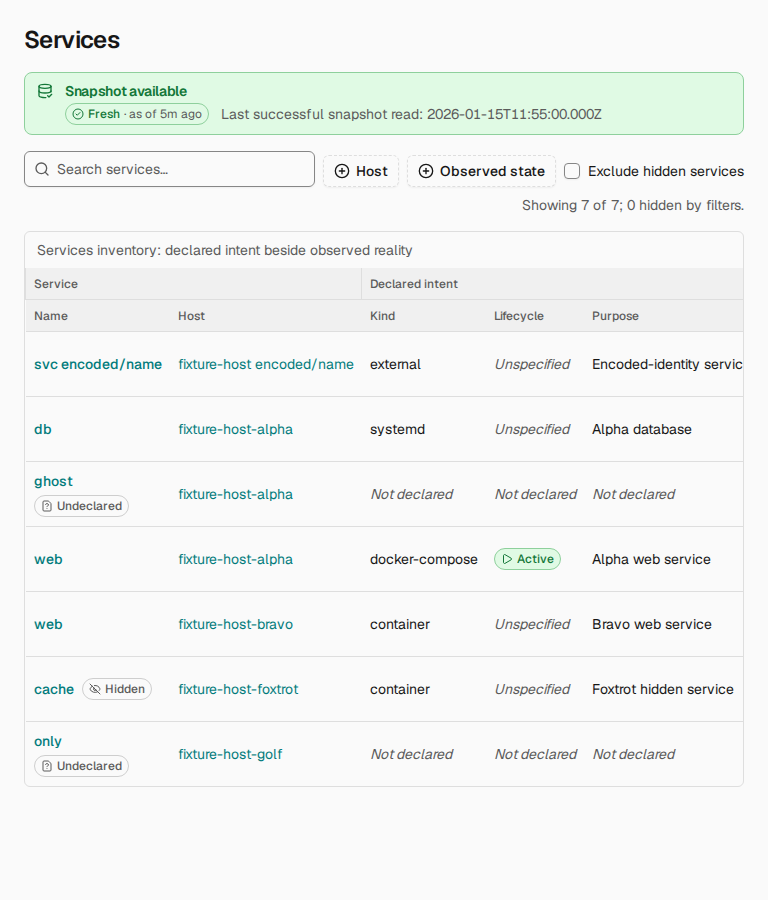 Services
Snapshot available
Fresh · as of 5m ago Last successful snapshot read: 2026-01-15T11:55:00.000Z
Search services... Host Observed state Exclude hidden services
Showing 7 of 7; 0 hidden by filters.
Services inventory: declared intent beside observed reality
Service Declared intent
Name Host Kind Lifecycle Purpose
svc encoded/name fixture-host encoded/name external Unspecified Encoded-identity servic
db fixture-host-alpha systemd Unspecified Alpha database
ghost
Undeclared fixture-host-alpha Not declared Not declared Not declared
web fixture-host-alpha docker-compose Active Alpha web service
web fixture-host-bravo container Unspecified Bravo web service
cache Hidden fixture-host-foxtrot container Unspecified Foxtrot hidden service
only
Undeclared fixture-host-golf Not declared Not declared Not declared